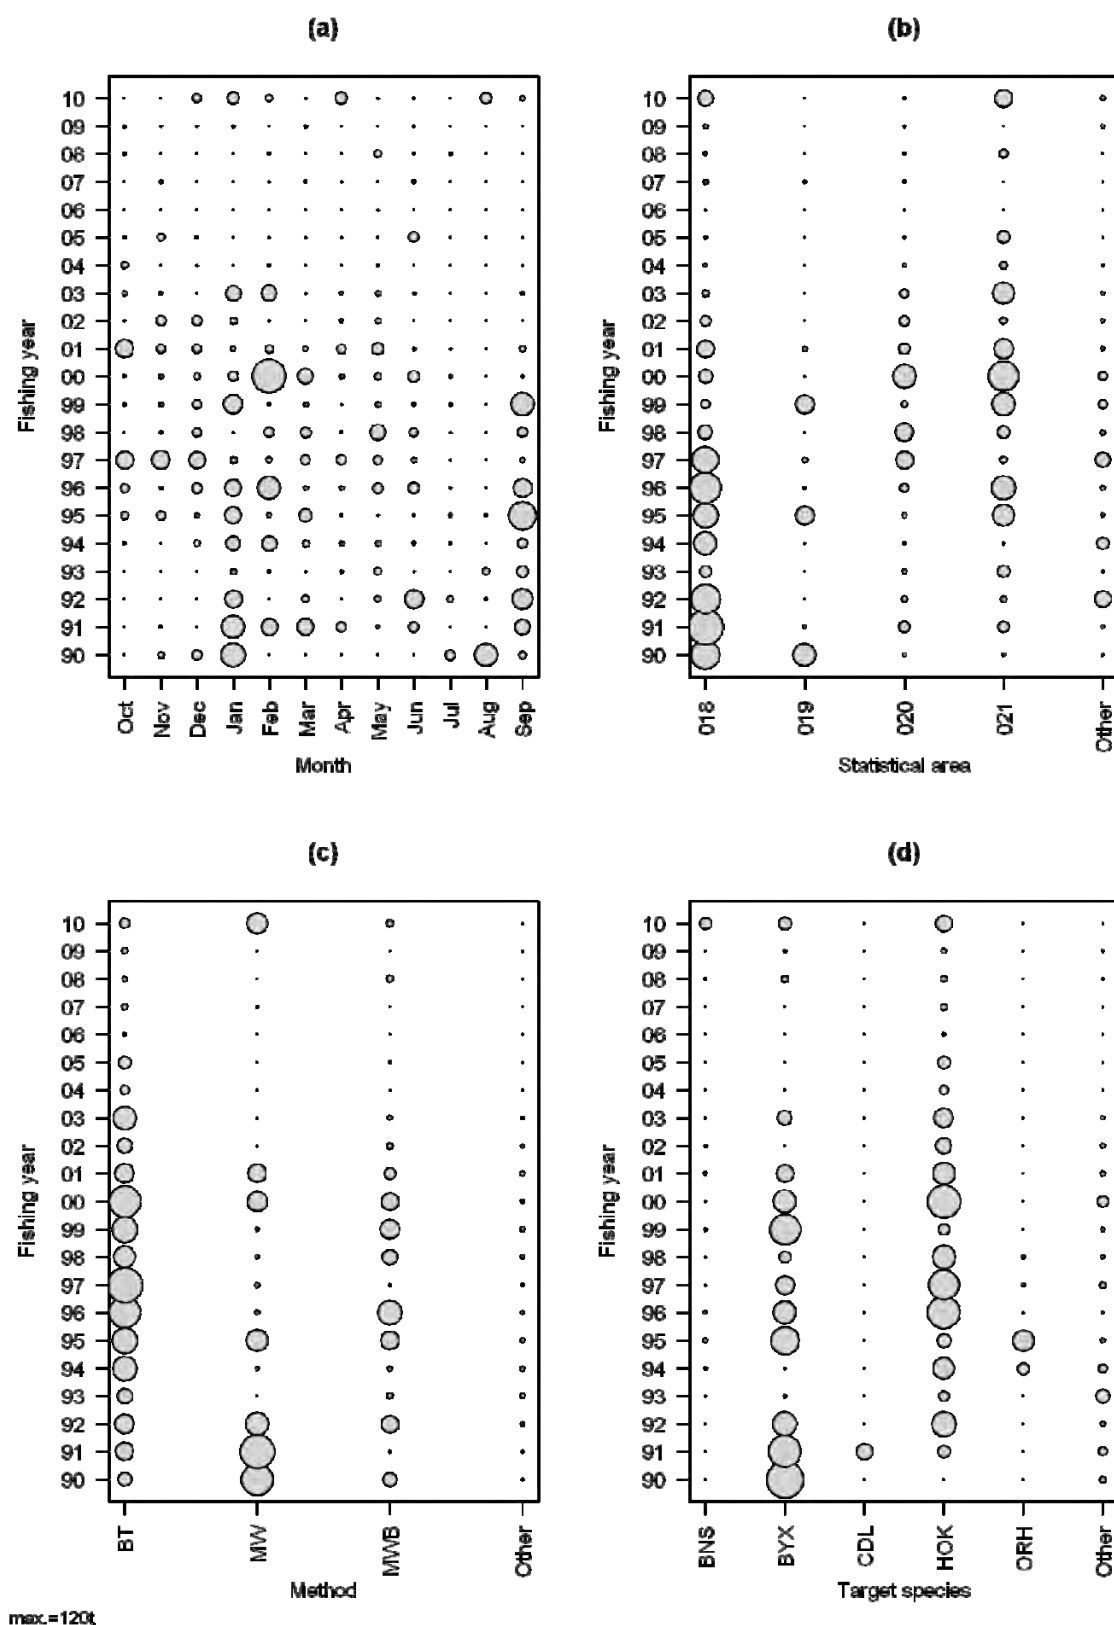 (a)
(b)
10
09
08
07
06
05
04
03
02
01
00
99
98
97
96
95
94
93
92
91
90
Fishing year
Oct
Nov
Dec
Jan
Feb
Mar
Apr
May
Jun
Jul
Aug
Sep
Month
10
09
08
07
06
05
04
03
02
01
00
99
98
97
96
95
94
93
92
91
90
Fishing year
018
019
020
021
Other
Statistical area
(c)
(d)
10
09
08
07
06
05
04
03
02
01
00
99
98
97
96
95
94
93
92
91
90
Fishing year
BT
MW
MWB
Other
Method
10
09
08
07
06
05
04
03
02
01
00
99
98
97
96
95
94
93
92
91
90
Fishing year
BNS
BYX
CDL
HOK
ORH
Other
Target species
max.=120t